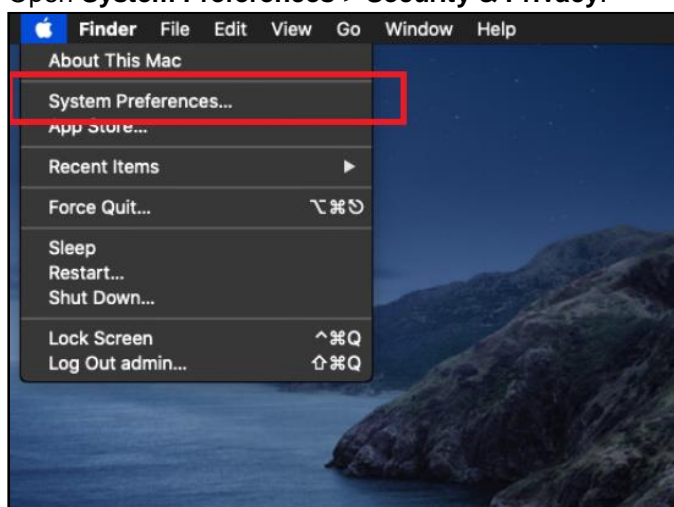 Open System Preferences > Security & Privacy.
Finder File Edit View Go Window Help
About This Mac
System Preferences...
App Store...
Recent Items ▶
Force Quit... ⌥⌘⎋
Sleep
Restart...
Shut Down...
Lock Screen ^⌘Q
Log Out admin... ⇧⌘Q